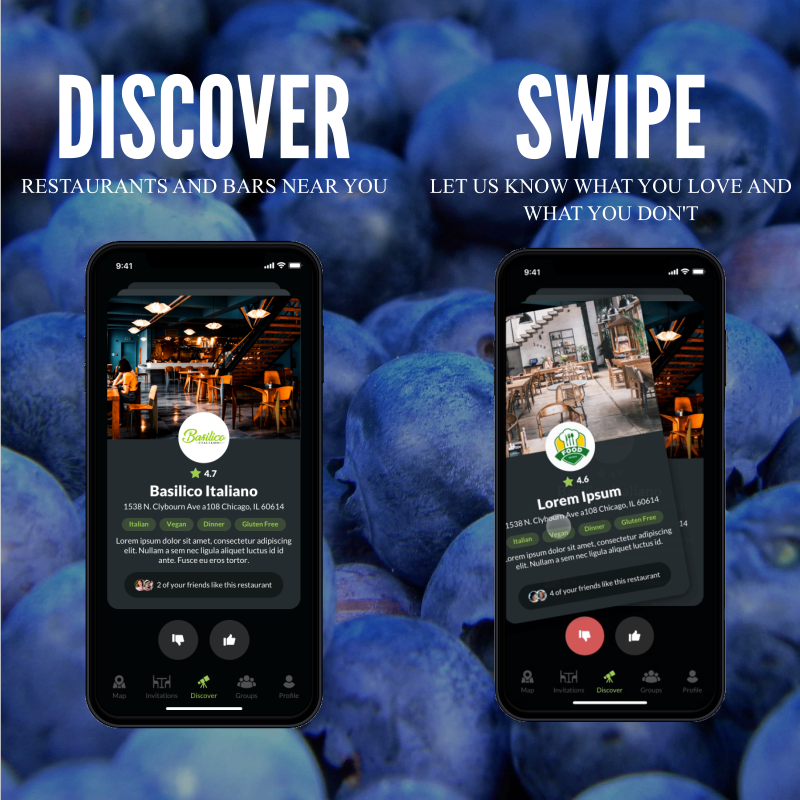 DISCOVER
RESTAURANTS AND BARS NEAR YOU
9:41
Basilico
4.7
Basilico Italiano
1538 N. Clybourn Ave a108 Chicago, IL 60614
Italian Vegan Dinner Gluten Free
Lorem ipsum dolor sit amet, consectetur adipiscing
elit. Nullam a sem nec ligula aliquet luctus id id
ante. Fusce eu eros tortor.
2 of your friends like this restaurant
Map Invitations Discover Groups Profile
SWIPE
LET US KNOW WHAT YOU LOVE AND
WHAT YOU DON'T
9:41
FOOD
4.6
Lorem Ipsum
1538 N. Clybourn Ave a108 Chicago, IL 60614
Italian Vegan Dinner Gluten Free
14
Lorem ipsum dolor sit amet, consectetur adipiscing
elit. Nullam a sem nec ligula aliquet luctus id.
4 of your friends like this restaurant
Map Invitations Discover Groups Profile